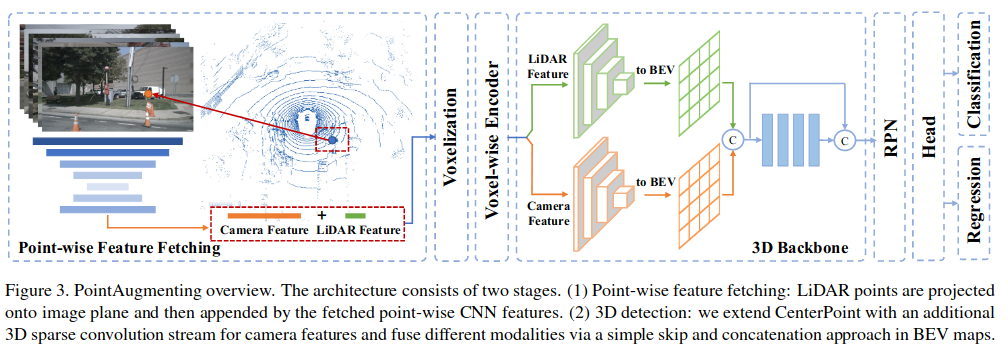 Point-wise Feature Fetching
Camera Feature
+
LiDAR Feature
Voxelization
Voxel-wise Encoder
LiDAR
Feature
to BEV
Camera
Feature
to BEV
C
C
3D Backbone
RPN
Head
Classification
Regression
Figure 3. PointAugmenting overview. The architecture consists of two stages. (1) Point-wise feature fetching: LiDAR points are projected
onto image plane and then appended by the fetched point-wise CNN features. (2) 3D detection: we extend CenterPoint with an additional
3D sparse convolution stream for camera features and fuse different modalities via a simple skip and concatenation approach in BEV maps.